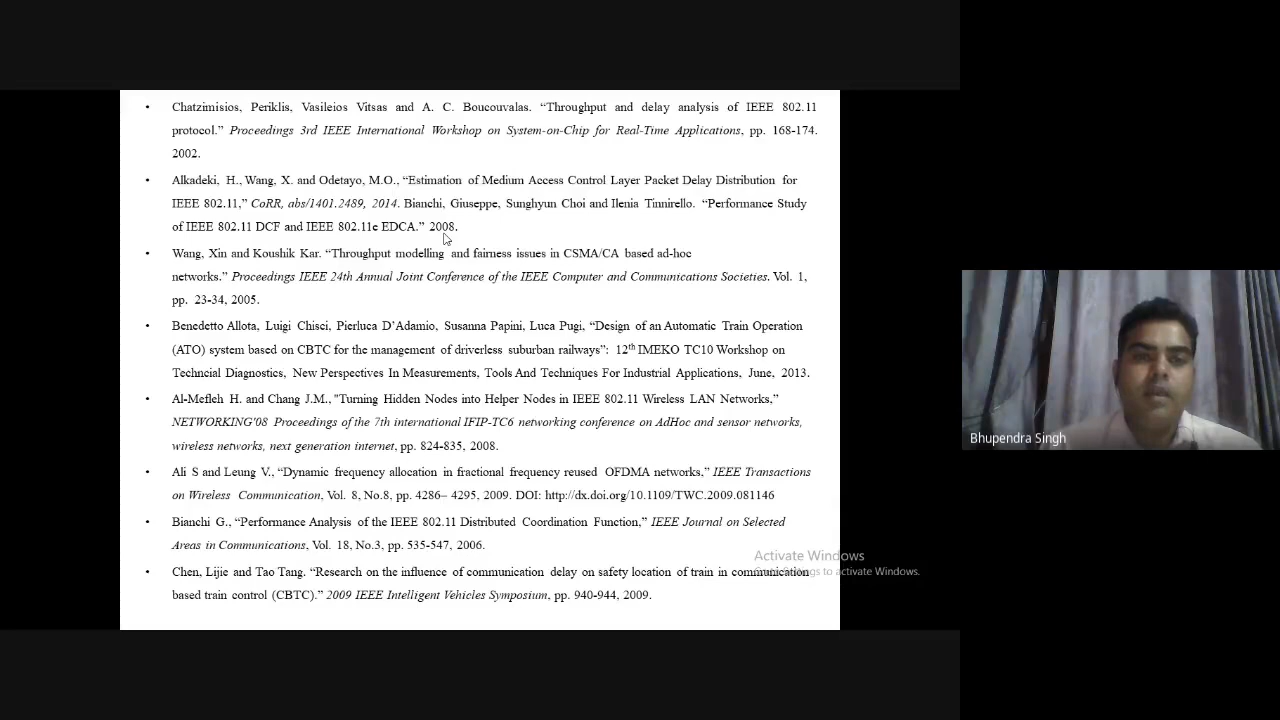 • Chatzimisios, Periklis, Vasileios Vitsas and A. C. Boucouvalas. “Throughput and delay analysis of IEEE 802.11
protocol.” Proceedings 3rd IEEE International Workshop on System-on-Chip for Real-Time Applications, pp. 168-174.
2002.
• Alkadeki, H., Wang, X. and Odetayo, M.O., “Estimation of Medium Access Control Layer Packet Delay Distribution for
IEEE 802.11,” CoRR, abs/1401.2489, 2014. Bianchi, Giuseppe, Sunghyun Choi and Ilenia Tinnirello. “Performance Study
of IEEE 802.11 DCF and IEEE 802.11e EDCA.” 2008.
• Wang, Xin and Koushik Kar. “Throughput modelling and fairness issues in CSMA/CA based ad-hoc
networks.” Proceedings IEEE 24th Annual Joint Conference of the IEEE Computer and Communications Societies. Vol. 1,
pp. 23-34, 2005.
• Benedetto Allota, Luigi Chisci, Pierluca D’Adamio, Susanna Papini, Luca Pugi, “Design of an Automatic Train Operation
(ATO) system based on CBTC for the management of driverless suburban railways”: 12th IMEKO TC10 Workshop on
Techncial Diagnostics, New Perspectives In Measurements, Tools And Techniques For Industrial Applications, June, 2013.
• Al-Mefleh H. and Chang J.M., "Turning Hidden Nodes into Helper Nodes in IEEE 802.11 Wireless LAN Networks,”
NETWORKING'08 Proceedings of the 7th international IFIP-TC6 networking conference on AdHoc and sensor networks,
wireless networks, next generation internet, pp. 824-835, 2008.
• Ali S and Leung V., “Dynamic frequency allocation in fractional frequency reused OFDMA networks,” IEEE Transactions
on Wireless Communication, Vol. 8, No.8, pp. 4286– 4295, 2009. DOI: http://dx.doi.org/10.1109/TWC.2009.081146
• Bianchi G., “Performance Analysis of the IEEE 802.11 Distributed Coordination Function,” IEEE Journal on Selected
Areas in Communications, Vol. 18, No.3, pp. 535-547, 2006.
• Chen, Lijie and Tao Tang. “Research on the influence of communication delay on safety location of train in communication
based train control (CBTC).” 2009 IEEE Intelligent Vehicles Symposium, pp. 940-944, 2009.
Activate Windows
to activate Windows.
Bhupendra Singh